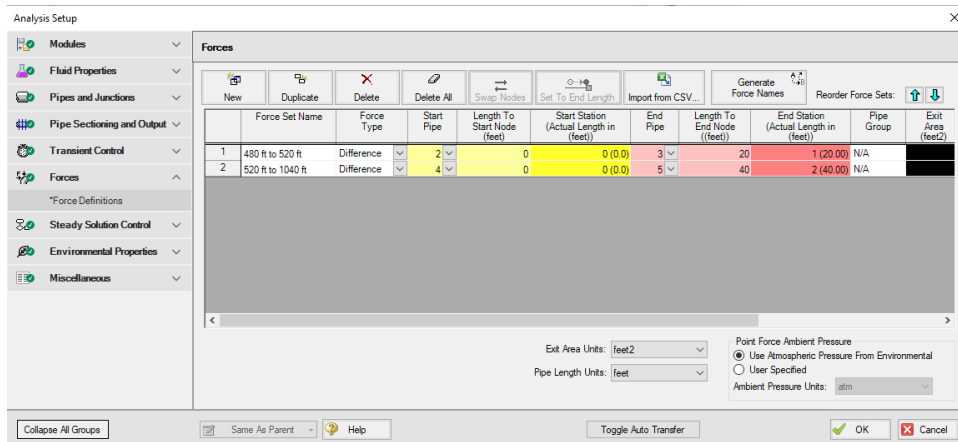 Analysis Setup
Modules
Fluid Properties
Pipes and Junctions
Pipe Sectioning and Output
Transient Control
Forces
*Force Definitions
Steady Solution Control
Environmental Properties
Miscellaneous
Collapse All Groups
Forces
New
Duplicate
Delete
Delete All
Swap Nodes
Set To End Length
Import from CSV...
Generate
Force Names
Reorder Force Sets:
Force Set Name Force Start Length To Start Station End Length To End Station Pipe Exit
Type Pipe Start Node (Actual Length in Pipe End Node (Actual Length in Group Area
(feet) (feet)) ((feet)) (feet)) (feet2)
1 480 ft to 520 ft Difference 2 0 0 (0.0) 3 20 1 (20.00) N/A
2 520 ft to 1040 ft Difference 4 0 0 (0.0) 5 40 2 (40.00) N/A
Exit Area Units: feet2
Pipe Length Units: feet
Point Force Ambient Pressure
Use Atmospheric Pressure From Environmental
User Specified
Ambient Pressure Units: atm
Same As Parent
Help
Toggle Auto Transfer
OK
Cancel